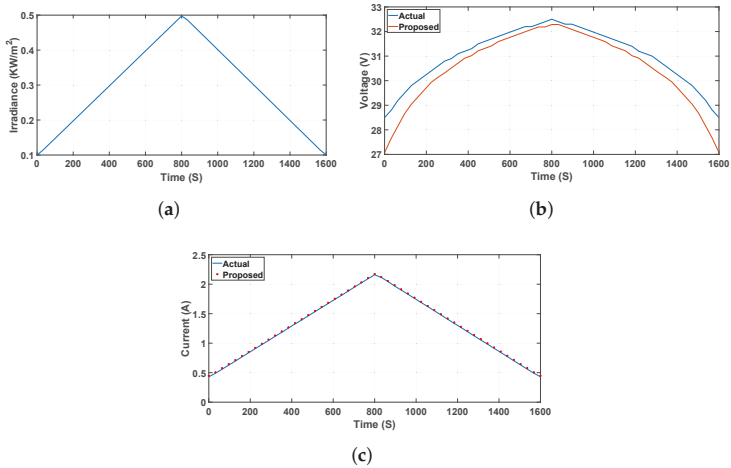 0.5
0.4
0.3
0.2
0.1
Irradiance (KW/m2)
0 200 400 600 800 1000 1200 1400 1600
Time (S)
(a)
33
32
31
30
29
28
27
Voltage (V)
Actual
Proposed
0 200 400 600 800 1000 1200 1400 1600
Time (S)
(b)
2.5
2
1.5
1
0.5
0
Current (A)
Actual
Proposed
0 200 400 600 800 1000 1200 1400 1600
Time (S)
(c)